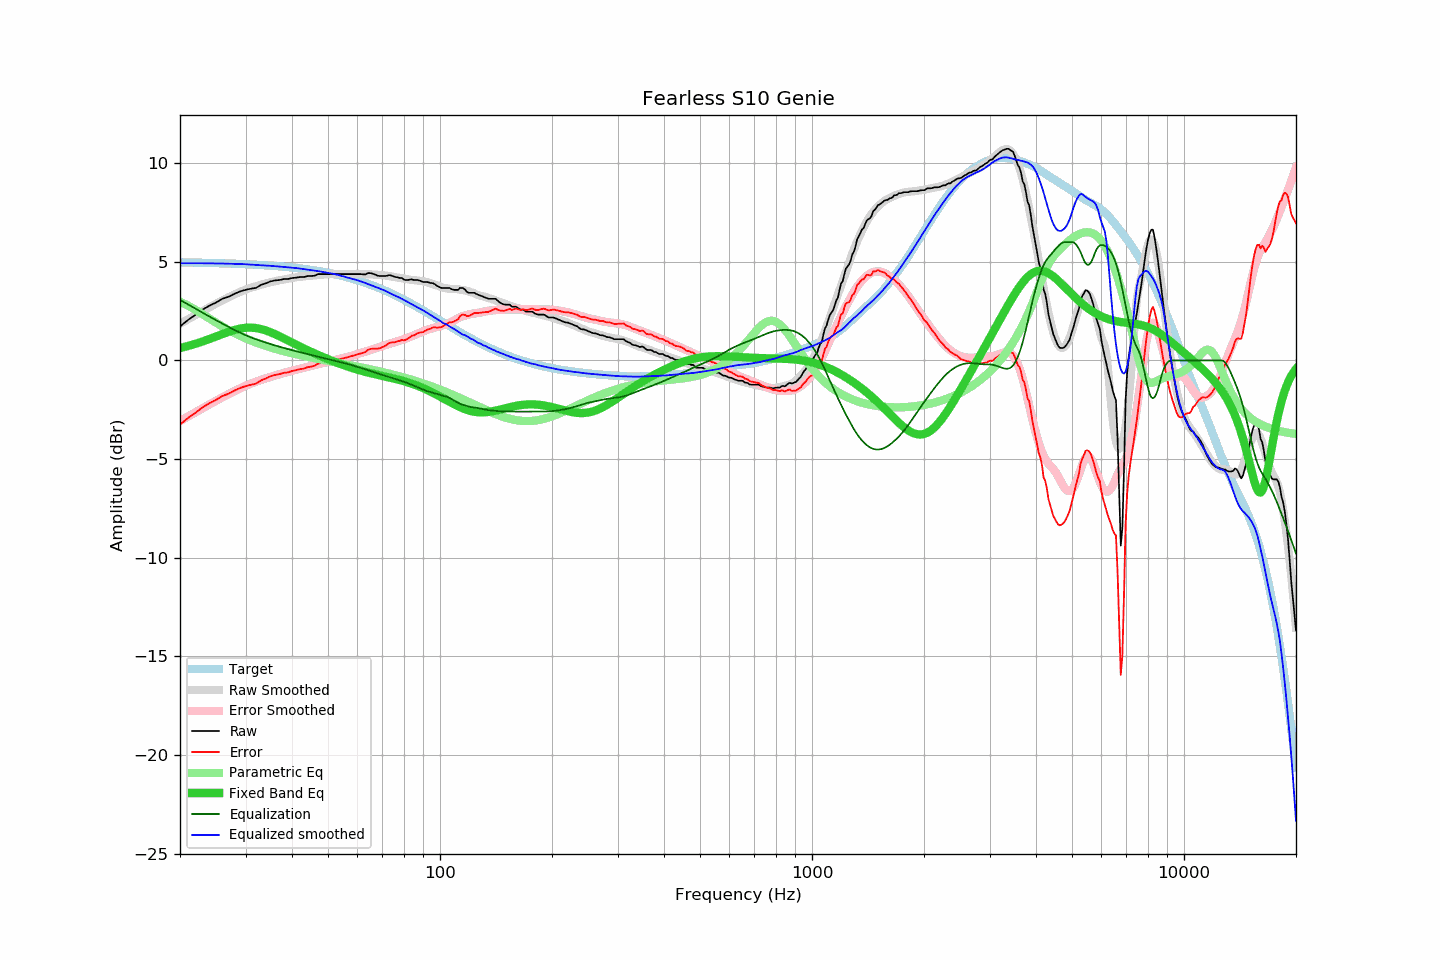 Fearless S10 Genie
Amplitude (dBr)
10
5
0
−5
−10
−15
−20
−25
Target
Raw Smoothed
Error Smoothed
Raw
Error
Parametric Eq
Fixed Band Eq
Equalization
Equalized smoothed
100
1000
10000
Frequency (Hz)